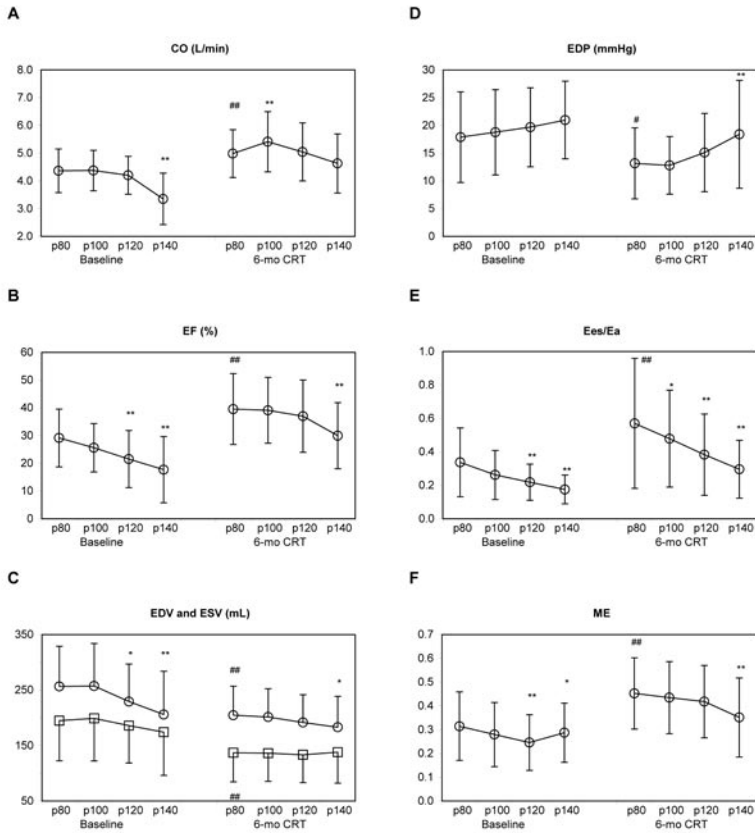 A
CO (L/min)
8.0
7.0
6.0
5.0
4.0
3.0
2.0
##
**
**
p80 p100 p120 p140 p80 p100 p120 p140
Baseline 6-mo CRT
B
EF (%)
60
50
40
30
20
10
0
##
** ** **
p80 p100 p120 p140 p80 p100 p120 p140
Baseline 6-mo CRT
C
EDV and ESV (mL)
350
250
150
50
* **
## *
##
p80 p100 p120 p140 p80 p100 p120 p140
Baseline 6-mo CRT
D
EDP (mmHg)
30
25
20
15
10
5
0
**
#
p80 p100 p120 p140 p80 p100 p120 p140
Baseline 6-mo CRT
E
Ees/Ea
1.0
0.8
0.6
0.4
0.2
0.0
##
* ** **
** **
p80 p100 p120 p140 p80 p100 p120 p140
Baseline 6-mo CRT
F
ME
0.7
0.6
0.5
0.4
0.3
0.2
0.1
0.0
##
** * **
p80 p100 p120 p140 p80 p100 p120 p140
Baseline 6-mo CRT